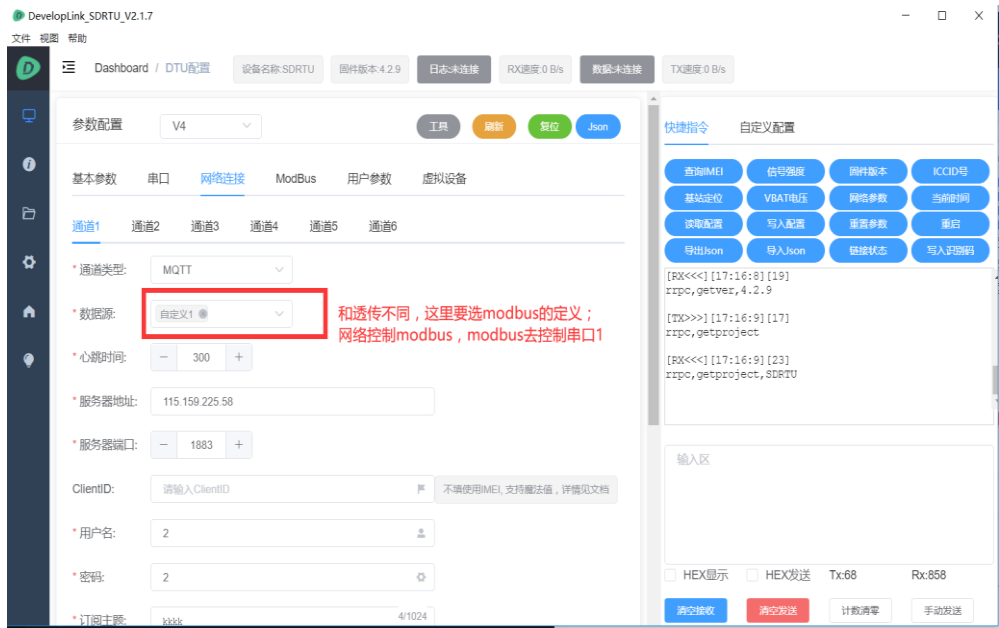 DevelopLink_SDRTU_V2.1.7
文件 视图 帮助
Dashboard / DTU配置
设备名称:SDRTU
固件版本:4.2.9
日志:未连接
RX速度:0 B/s
数据:未连接
TX速度:0 B/s
参数配置
V4
工具
刷新
复位
Json
基本参数 串口 网络连接 ModBus 用户参数 虚拟设备
通道1 通道2 通道3 通道4 通道5 通道6
* 通道类型: MQTT
* 数据源: 自定义1
和透传不同，这里要选modbus的定义；
网络控制modbus，modbus去控制串口1
* 心跳时间: − 300 +
* 服务器地址: 115.159.225.58
* 服务器端口: − 1883 +
ClientID: 请输入ClientID 不填使用IMEI, 支持魔法值，详情见文档
* 用户名: 2
* 密码: 2
* 订阅主题: kkkk 4/1024
快捷指令 自定义配置
查询IMEI 信号强度 固件版本 ICCID号
基站定位 VBAT电压 网络参数 当前时间
读取配置 写入配置 重置参数 重启
导出Json 导入Json 链接状态 写入识别码
[RX<<<][17:16:8][19]
rrpc,getver,4.2.9
[TX>>>][17:16:9][17]
rrpc,getproject
[RX<<<][17:16:9][23]
rrpc,getproject,SDRTU
输入区
HEX显示 HEX发送 Tx:68 Rx:858
清空接收 清空发送 计数清零 手动发送